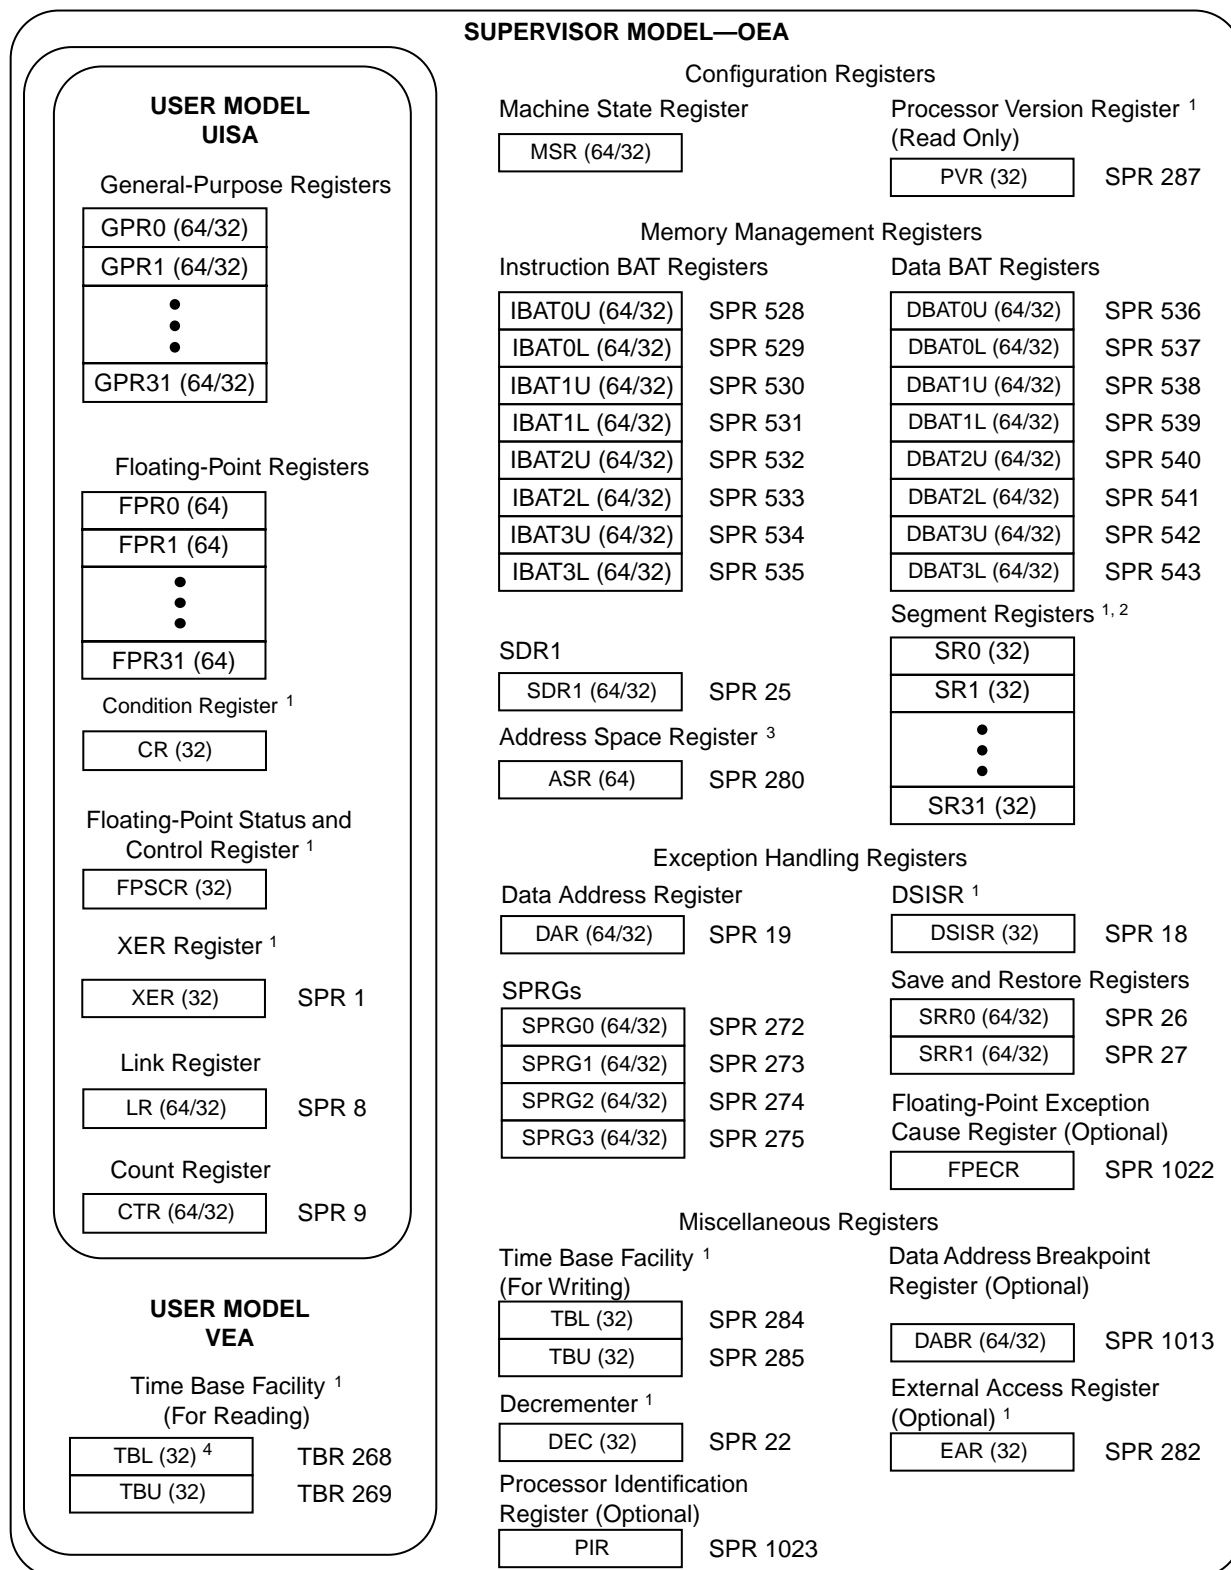 SUPERVISOR MODEL—OEA
USER MODEL
UISA
General-Purpose Registers
GPR0 (64/32)
GPR1 (64/32)
GPR31 (64/32)
Floating-Point Registers
FPR0 (64)
FPR1 (64)
FPR31 (64)
Condition Register 1
CR (32)
Floating-Point Status and
Control Register 1
FPSCR (32)
XER Register 1
XER (32) SPR 1
Link Register
LR (64/32) SPR 8
Count Register
CTR (64/32) SPR 9
USER MODEL
VEA
Time Base Facility 1
(For Reading)
TBL (32) 4 TBR 268
TBU (32) TBR 269
Configuration Registers
Machine State Register
MSR (64/32)
Processor Version Register 1
(Read Only)
PVR (32) SPR 287
Memory Management Registers
Instruction BAT Registers
IBAT0U (64/32) SPR 528
IBAT0L (64/32) SPR 529
IBAT1U (64/32) SPR 530
IBAT1L (64/32) SPR 531
IBAT2U (64/32) SPR 532
IBAT2L (64/32) SPR 533
IBAT3U (64/32) SPR 534
IBAT3L (64/32) SPR 535
Data BAT Registers
DBAT0U (64/32) SPR 536
DBAT0L (64/32) SPR 537
DBAT1U (64/32) SPR 538
DBAT1L (64/32) SPR 539
DBAT2U (64/32) SPR 540
DBAT2L (64/32) SPR 541
DBAT3U (64/32) SPR 542
DBAT3L (64/32) SPR 543
SDR1
SDR1 (64/32) SPR 25
Address Space Register 3
ASR (64) SPR 280
Segment Registers 1, 2
SR0 (32)
SR1 (32)
SR31 (32)
Exception Handling Registers
Data Address Register
DAR (64/32) SPR 19
SPRGs
SPRG0 (64/32) SPR 272
SPRG1 (64/32) SPR 273
SPRG2 (64/32) SPR 274
SPRG3 (64/32) SPR 275
DSISR 1
DSISR (32) SPR 18
Save and Restore Registers
SRR0 (64/32) SPR 26
SRR1 (64/32) SPR 27
Floating-Point Exception
Cause Register (Optional)
FPECR SPR 1022
Miscellaneous Registers
Time Base Facility 1
(For Writing)
TBL (32) SPR 284
TBU (32) SPR 285
Decrementer 1
DEC (32) SPR 22
Processor Identification
Register (Optional)
PIR SPR 1023
Data Address Breakpoint
Register (Optional)
DABR (64/32) SPR 1013
External Access Register
(Optional) 1
EAR (32) SPR 282